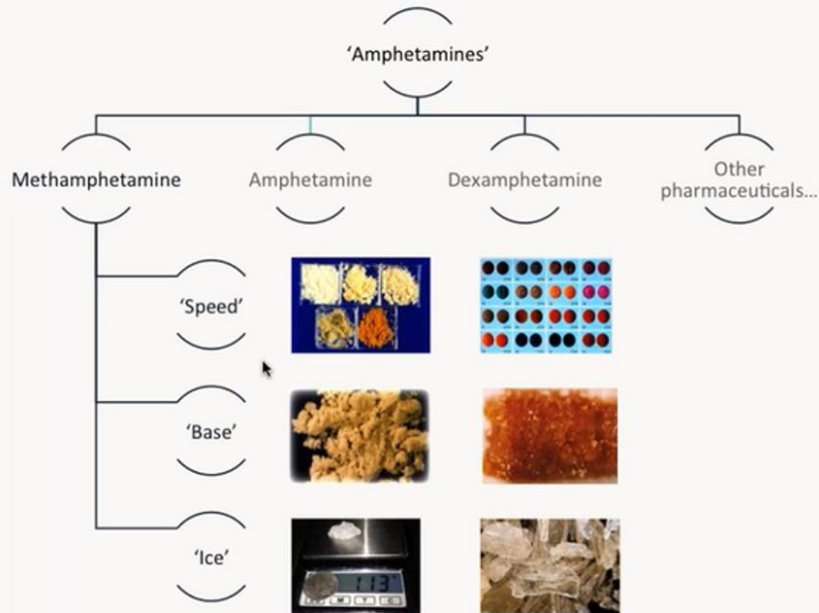 ‘Amphetamines’
Methamphetamine
Amphetamine
Dexamphetamine
Other
pharmaceuticals...
‘Speed’
‘Base’
‘Ice’
1.13